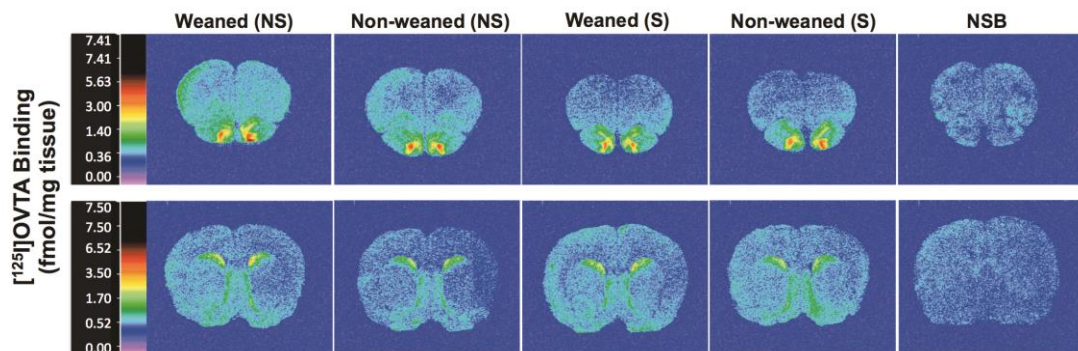 Weaned (NS)
Non-weaned (NS)
Weaned (S)
Non-weaned (S)
NSB
[¹²⁵I]OVTA Binding
(fmol/mg tissue)
7.41
7.41
5.63
3.00
1.40
0.36
0.00
7.50
7.50
6.52
3.50
1.70
0.52
0.00